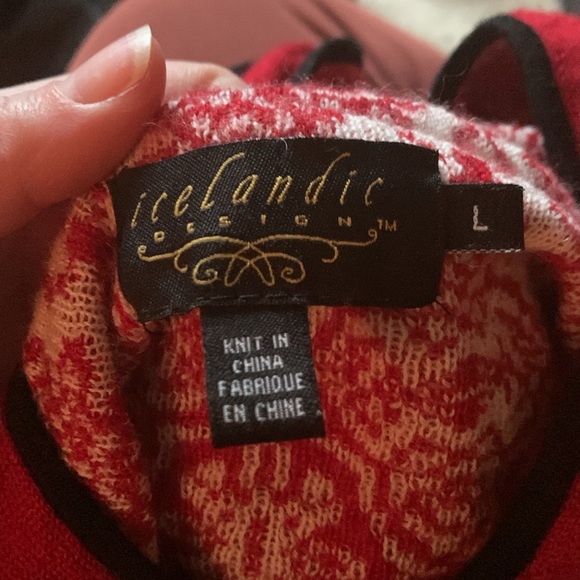 icelandic
DESIGN™
L
KNIT IN
CHINA
FABRIQUE
EN CHINE